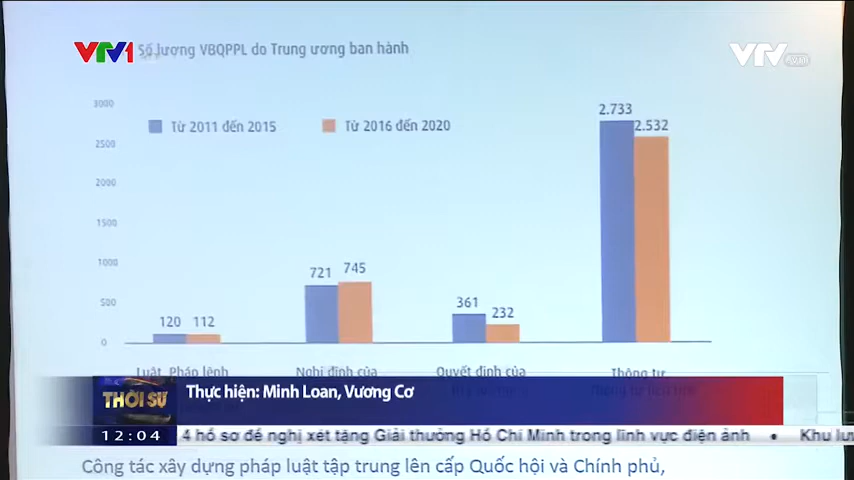 VTV1
Số lượng VBQPPL do Trung ương ban hành
VTV.vn
3000
2500
2000
1500
1000
500
0
Từ 2011 đến 2015
Từ 2016 đến 2020
120
112
721
745
361
232
2.733
2.532
Luật, Pháp lệnh
Nghị định của
Quyết định của
Thông tư
THỜI SỰ
Thực hiện: Minh Loan, Vương Cơ
12:04
4 hồ sơ đề nghị xét tặng Giải thưởng Hồ Chí Minh trong lĩnh vực điện ảnh • Khu lư
Công tác xây dựng pháp luật tập trung lên cấp Quốc hội và Chính phủ,